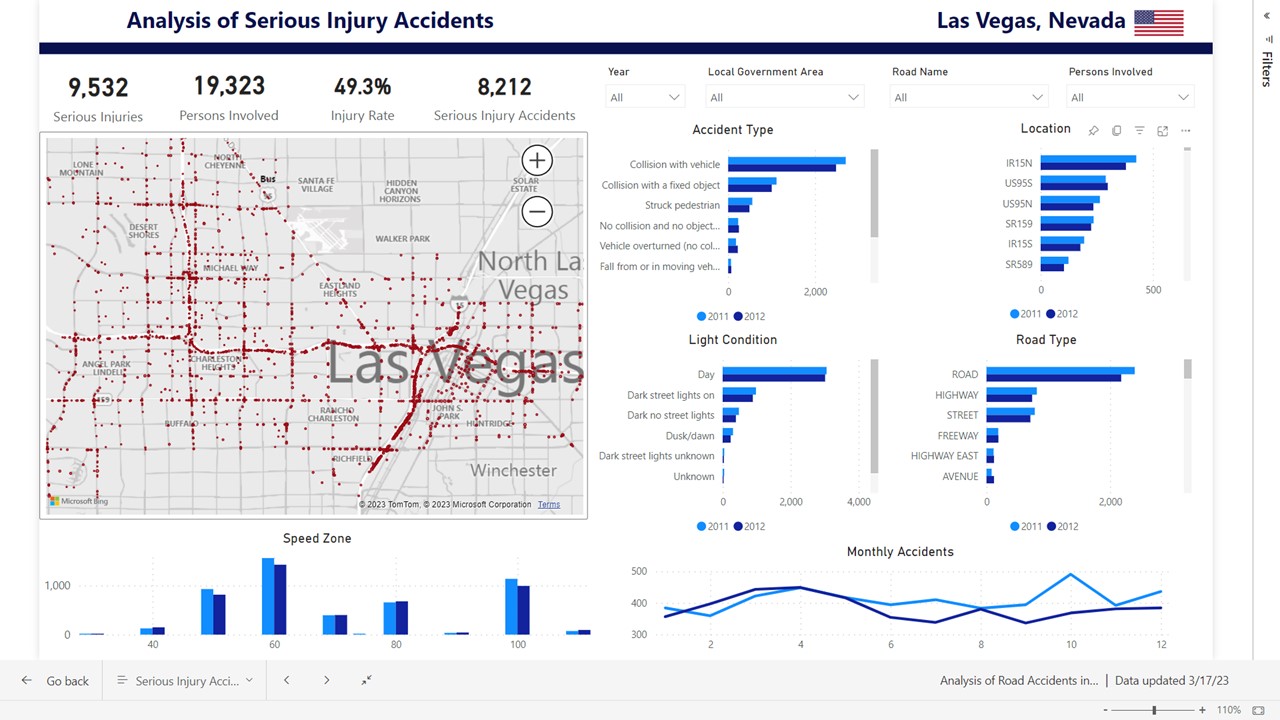 Analysis of Serious Injury Accidents
Las Vegas, Nevada
9,532
Serious Injuries
19,323
Persons Involved
49.3%
Injury Rate
8,212
Serious Injury Accidents
Year
All
Local Government Area
All
Road Name
All
Persons Involved
All
Filters
LONE
MOUNTAIN
NORTH
CHEYENNE
Bus
SANTA FE
VILLAGE
HIDDEN
CANYON
HORIZONS
SOLAR
ESTATE
DESERT
SHORES
WALKER PARK
MICHAEL WAY
North La
Vegas
EASTLAND
HEIGHTS
15
Las Vegas
ANGEL PARK
LINDELL
CHARLESTON
HEIGHTS
159
RANCHO
CHARLESTON
JOHN S.
PARK
BUFFALO
HUNTRIDGE
RICHFIELD
Winchester
Microsoft Bing
© 2023 TomTom, © 2023 Microsoft Corporation Terms
Accident Type
Collision with vehicle
Collision with a fixed object
Struck pedestrian
No collision and no object...
Vehicle overturned (no col...
Fall from or in moving veh...
0 2,000
2011 2012
Location
IR15N
US95S
US95N
SR159
IR15S
SR589
0 500
2011 2012
Light Condition
Day
Dark street lights on
Dark no street lights
Dusk/dawn
Dark street lights unknown
Unknown
0 2,000 4,000
2011 2012
Road Type
ROAD
HIGHWAY
STREET
FREEWAY
HIGHWAY EAST
AVENUE
0 2,000
2011 2012
Speed Zone
1,000
0
40 60 80 100
Monthly Accidents
500
400
300
2 4 6 8 10 12
Go back
Serious Injury Acci...
Analysis of Road Accidents in... | Data updated 3/17/23
- + 110%